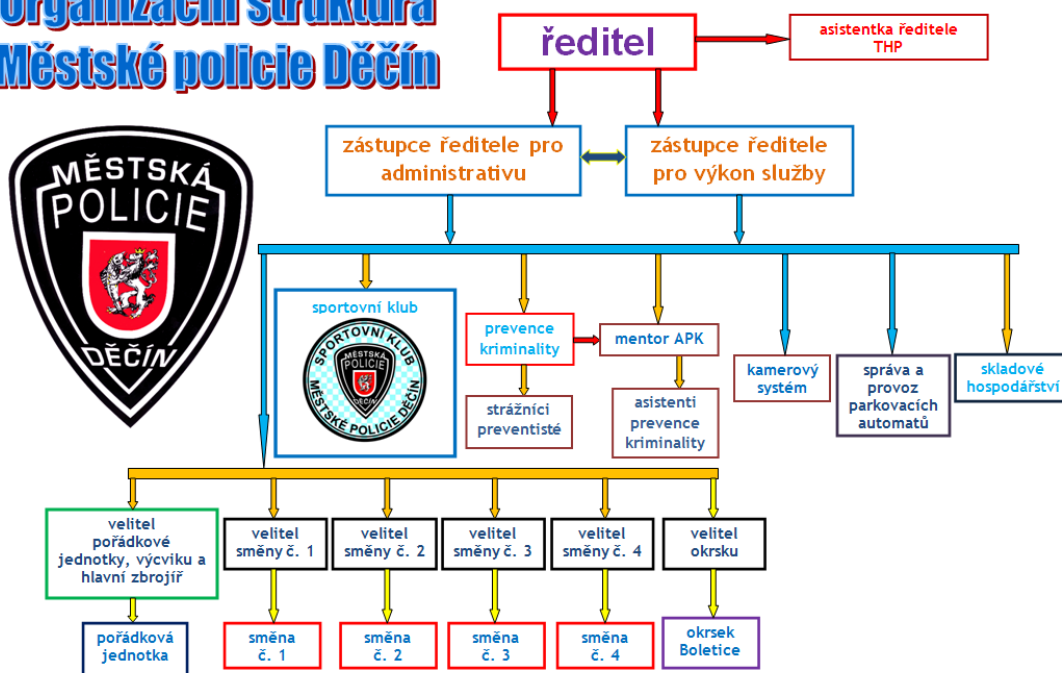 Organizační struktura
Městské policie Děčín
ředitel
asistentka ředitele
THP
zástupce ředitele pro
administrativu
zástupce ředitele
pro výkon služby
MĚSTSKÁ
POLICIE
DĚČÍN
sportovní klub
SPORTOVNÍ KLUB
MĚSTSKÉ POLICIE DĚČÍN
MĚSTSKÁ
POLICIE
DĚČÍN
prevence
kriminality
mentor APK
strážníci
preventisté
asistenti
prevence
kriminality
kamerový
systém
správa a
provoz
parkovacích
automatů
skladové
hospodářství
velitel
pořádkové
jednotky, výcviku a
hlavní zbrojíř
velitel
směny č. 1
velitel
směny č. 2
velitel
směny č. 3
velitel
směny č. 4
velitel
okrsku
pořádková
jednotka
směna
č. 1
směna
č. 2
směna
č. 3
směna
č. 4
okrsek
Boletice